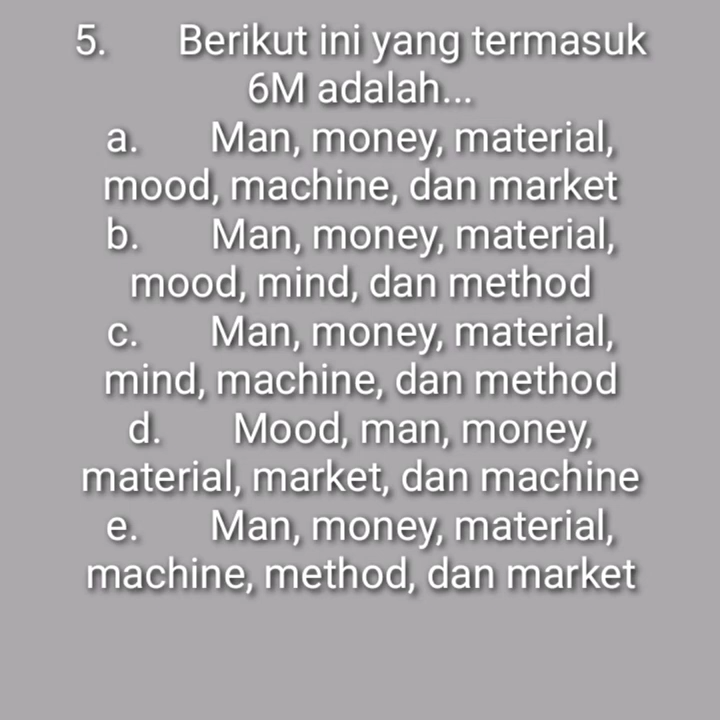 5. Berikut ini yang termasuk
6M adalah...
a. Man, money, material,
mood, machine, dan market
b. Man, money, material,
mood, mind, dan method
c. Man, money, material,
mind, machine, dan method
d. Mood, man, money,
material, market, dan machine
e. Man, money, material,
machine, method, dan market